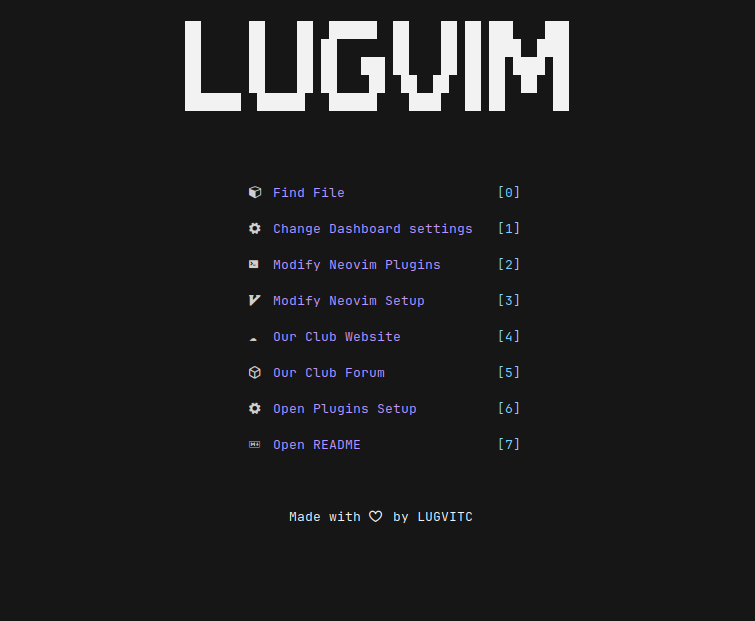 LUGVIM
Find File [0]
Change Dashboard settings [1]
Modify Neovim Plugins [2]
Modify Neovim Setup [3]
Our Club Website [4]
Our Club Forum [5]
Open Plugins Setup [6]
Open README [7]
Made with ♡ by LUGVITC